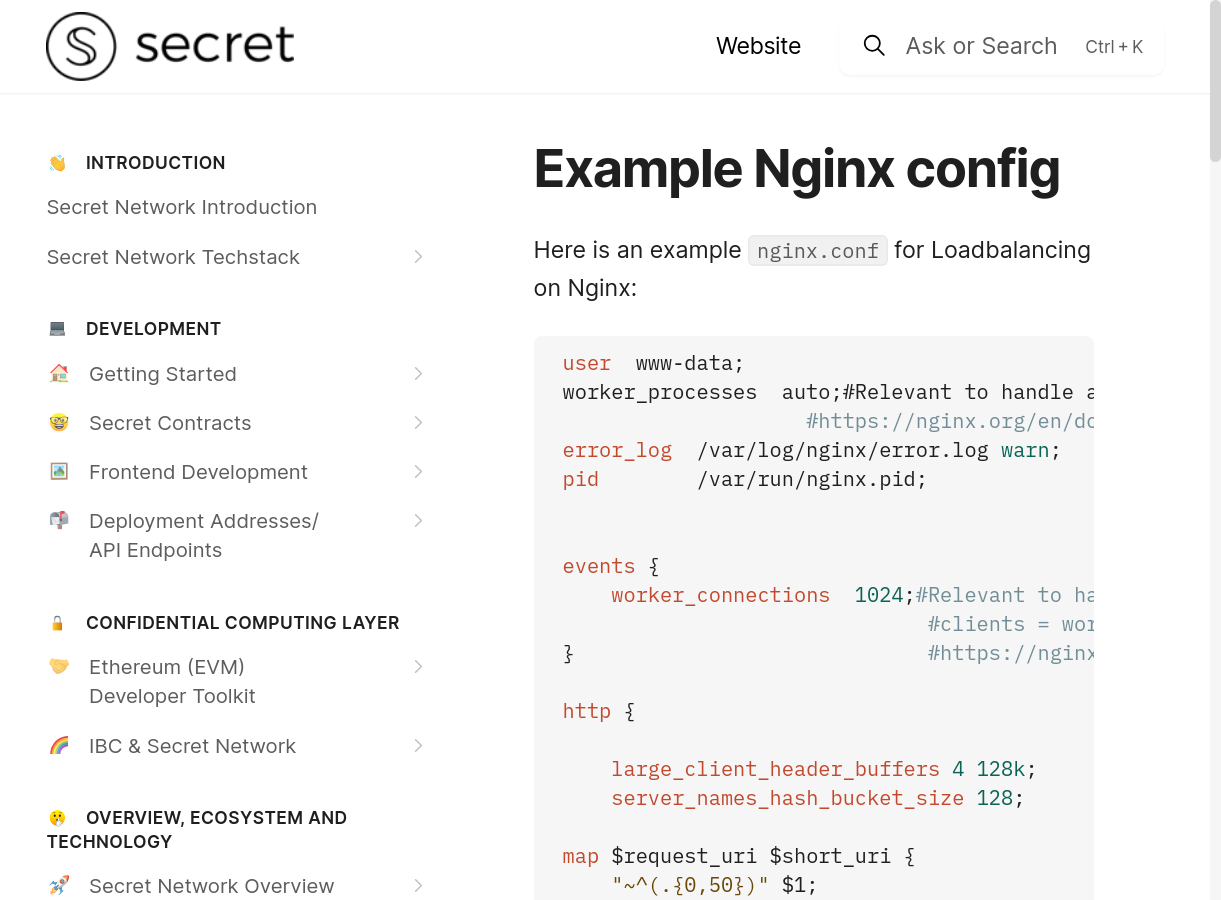 secret
Website
Ask or Search
Ctrl + K
INTRODUCTION
Secret Network Introduction
Secret Network Techstack
DEVELOPMENT
Getting Started
Secret Contracts
Frontend Development
Deployment Addresses/
API Endpoints
CONFIDENTIAL COMPUTING LAYER
Ethereum (EVM)
Developer Toolkit
IBC & Secret Network
OVERVIEW, ECOSYSTEM AND
TECHNOLOGY
Secret Network Overview
Example Nginx config
Here is an example nginx.conf for Loadbalancing
on Nginx:
user  www-data;
worker_processes  auto;#Relevant to handle a
#https://nginx.org/en/do
error_log  /var/log/nginx/error.log warn;
pid        /var/run/nginx.pid;
events {
    worker_connections  1024;#Relevant to ha
#clients = wor
}                             #https://nginx
http {
    large_client_header_buffers 4 128k;
    server_names_hash_bucket_size 128;
map $request_uri $short_uri {
    "~^(.{0,50})" $1;